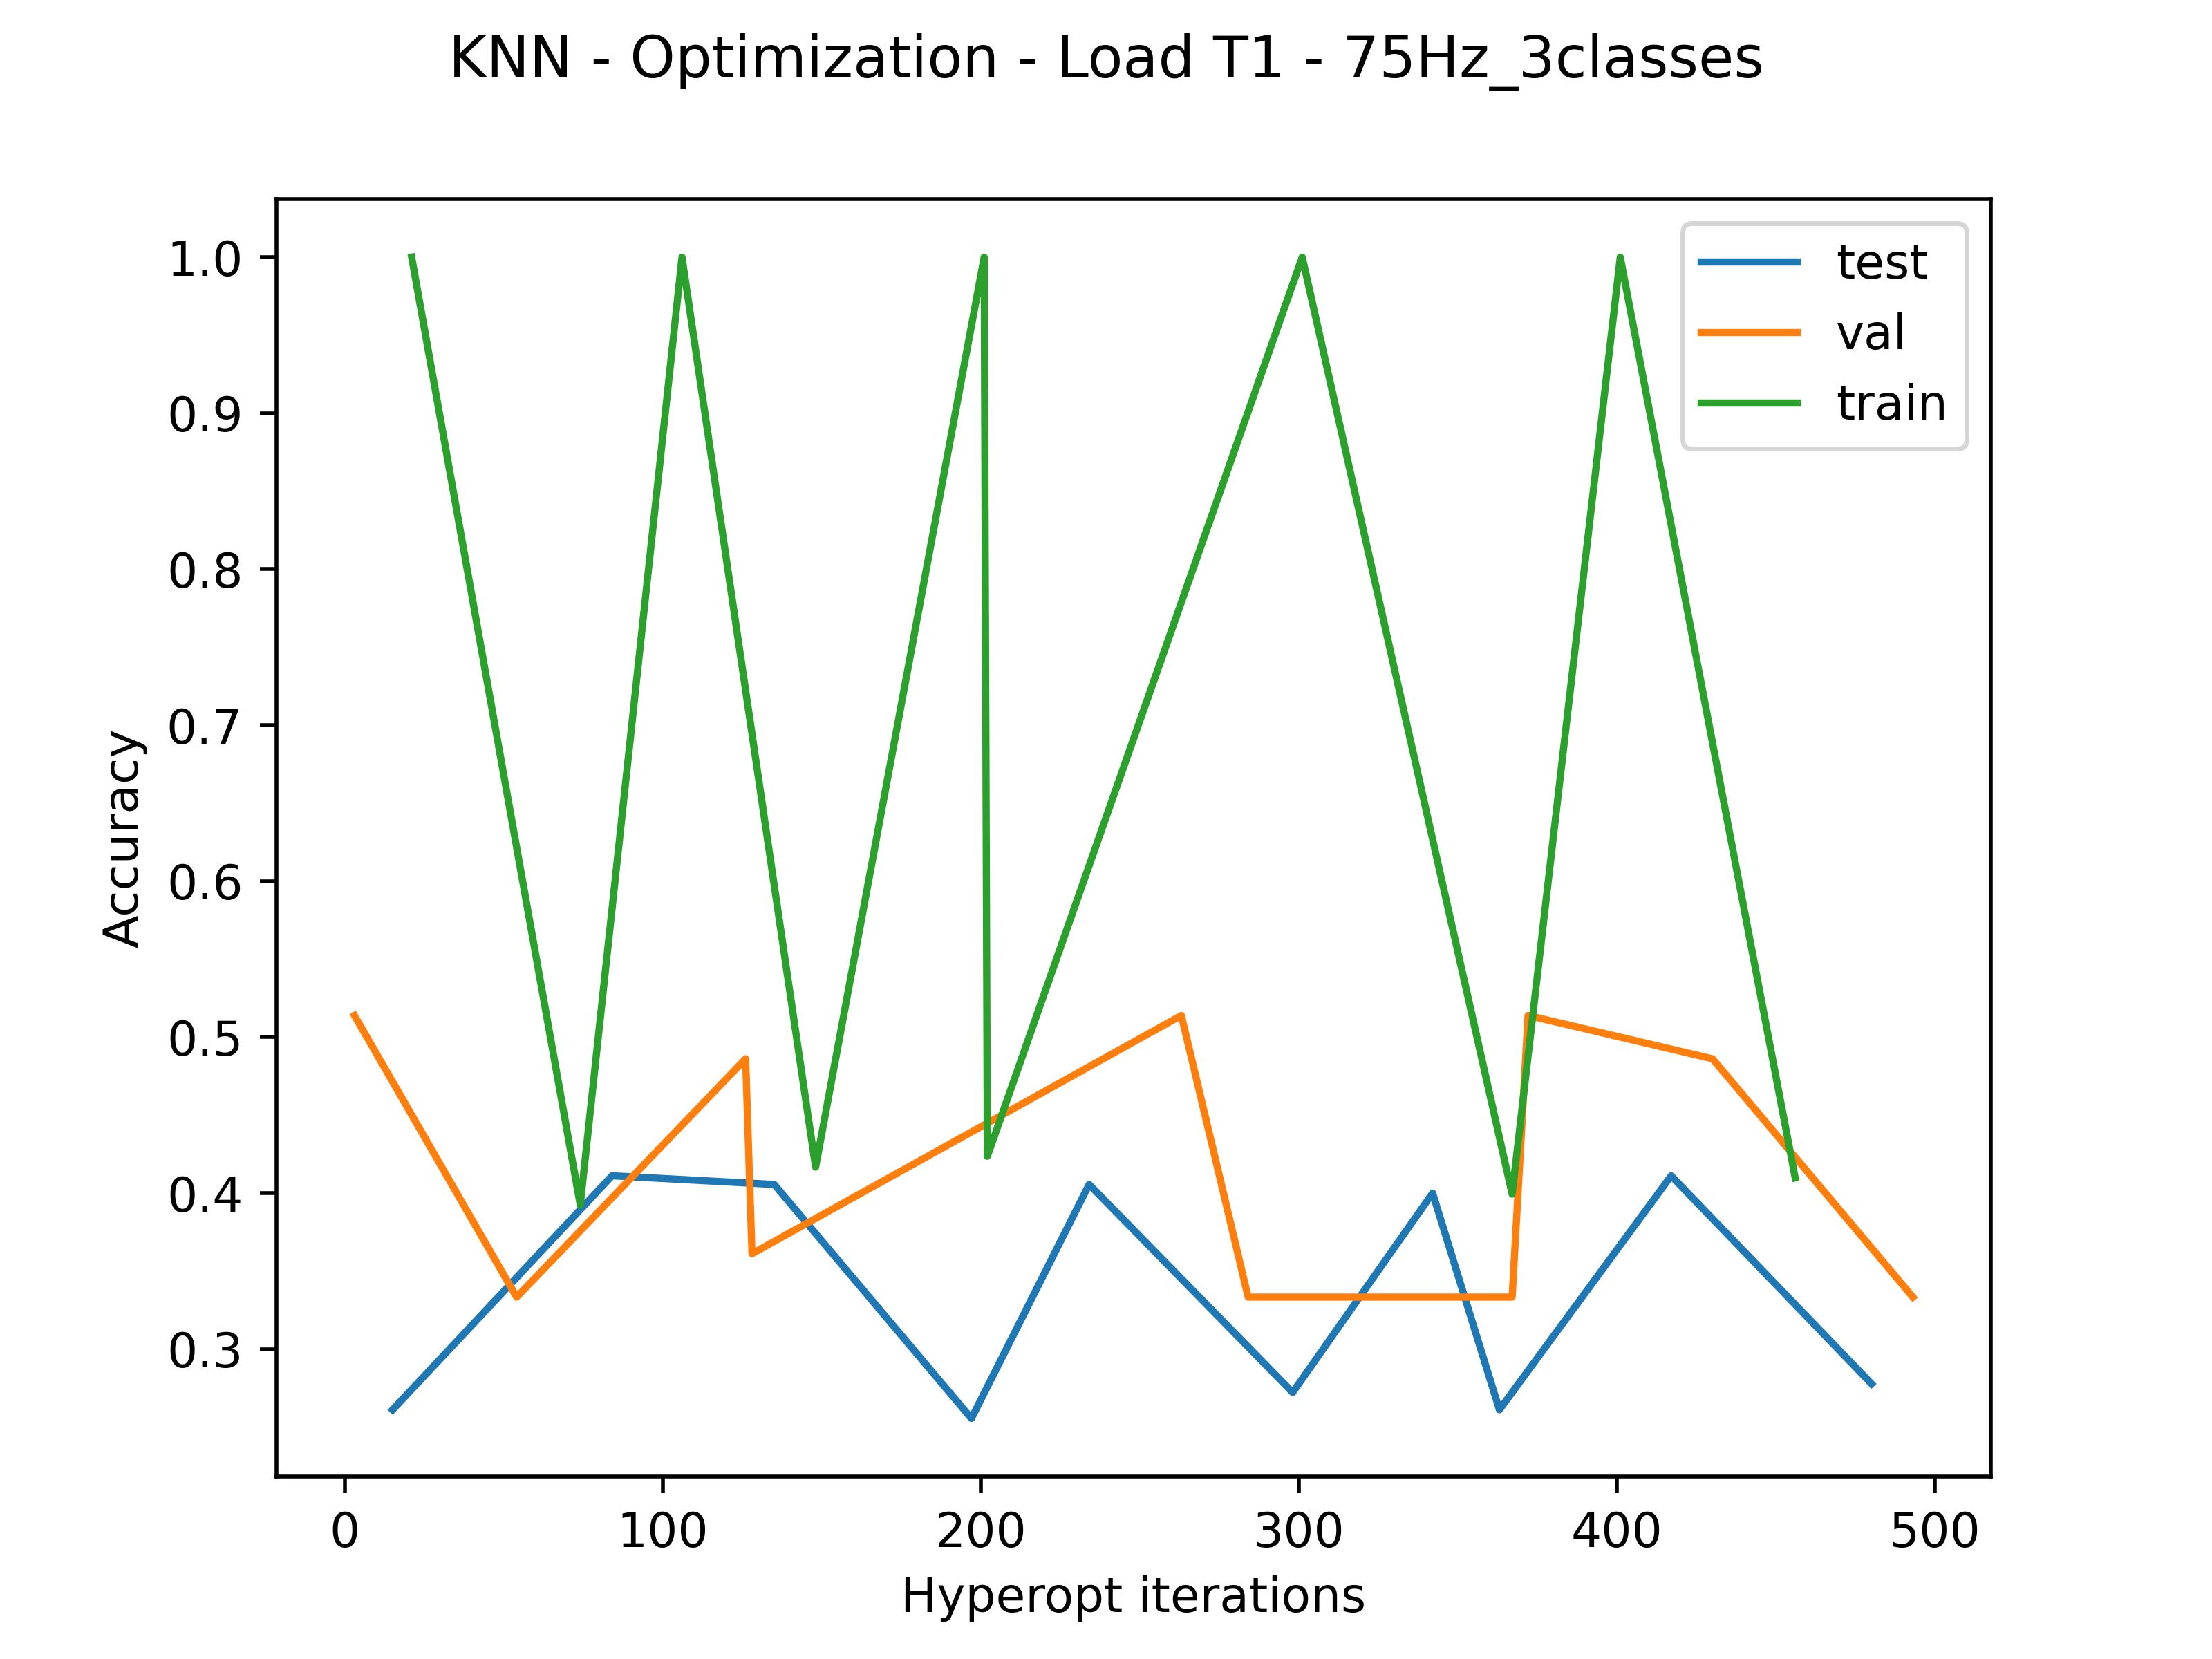 KNN - Optimization - Load T1 - 75Hz_3classes
1.0
0.9
0.8
0.7
0.6
0.5
0.4
0.3
Accuracy
test
val
train
0 100 200 300 400 500
Hyperopt iterations